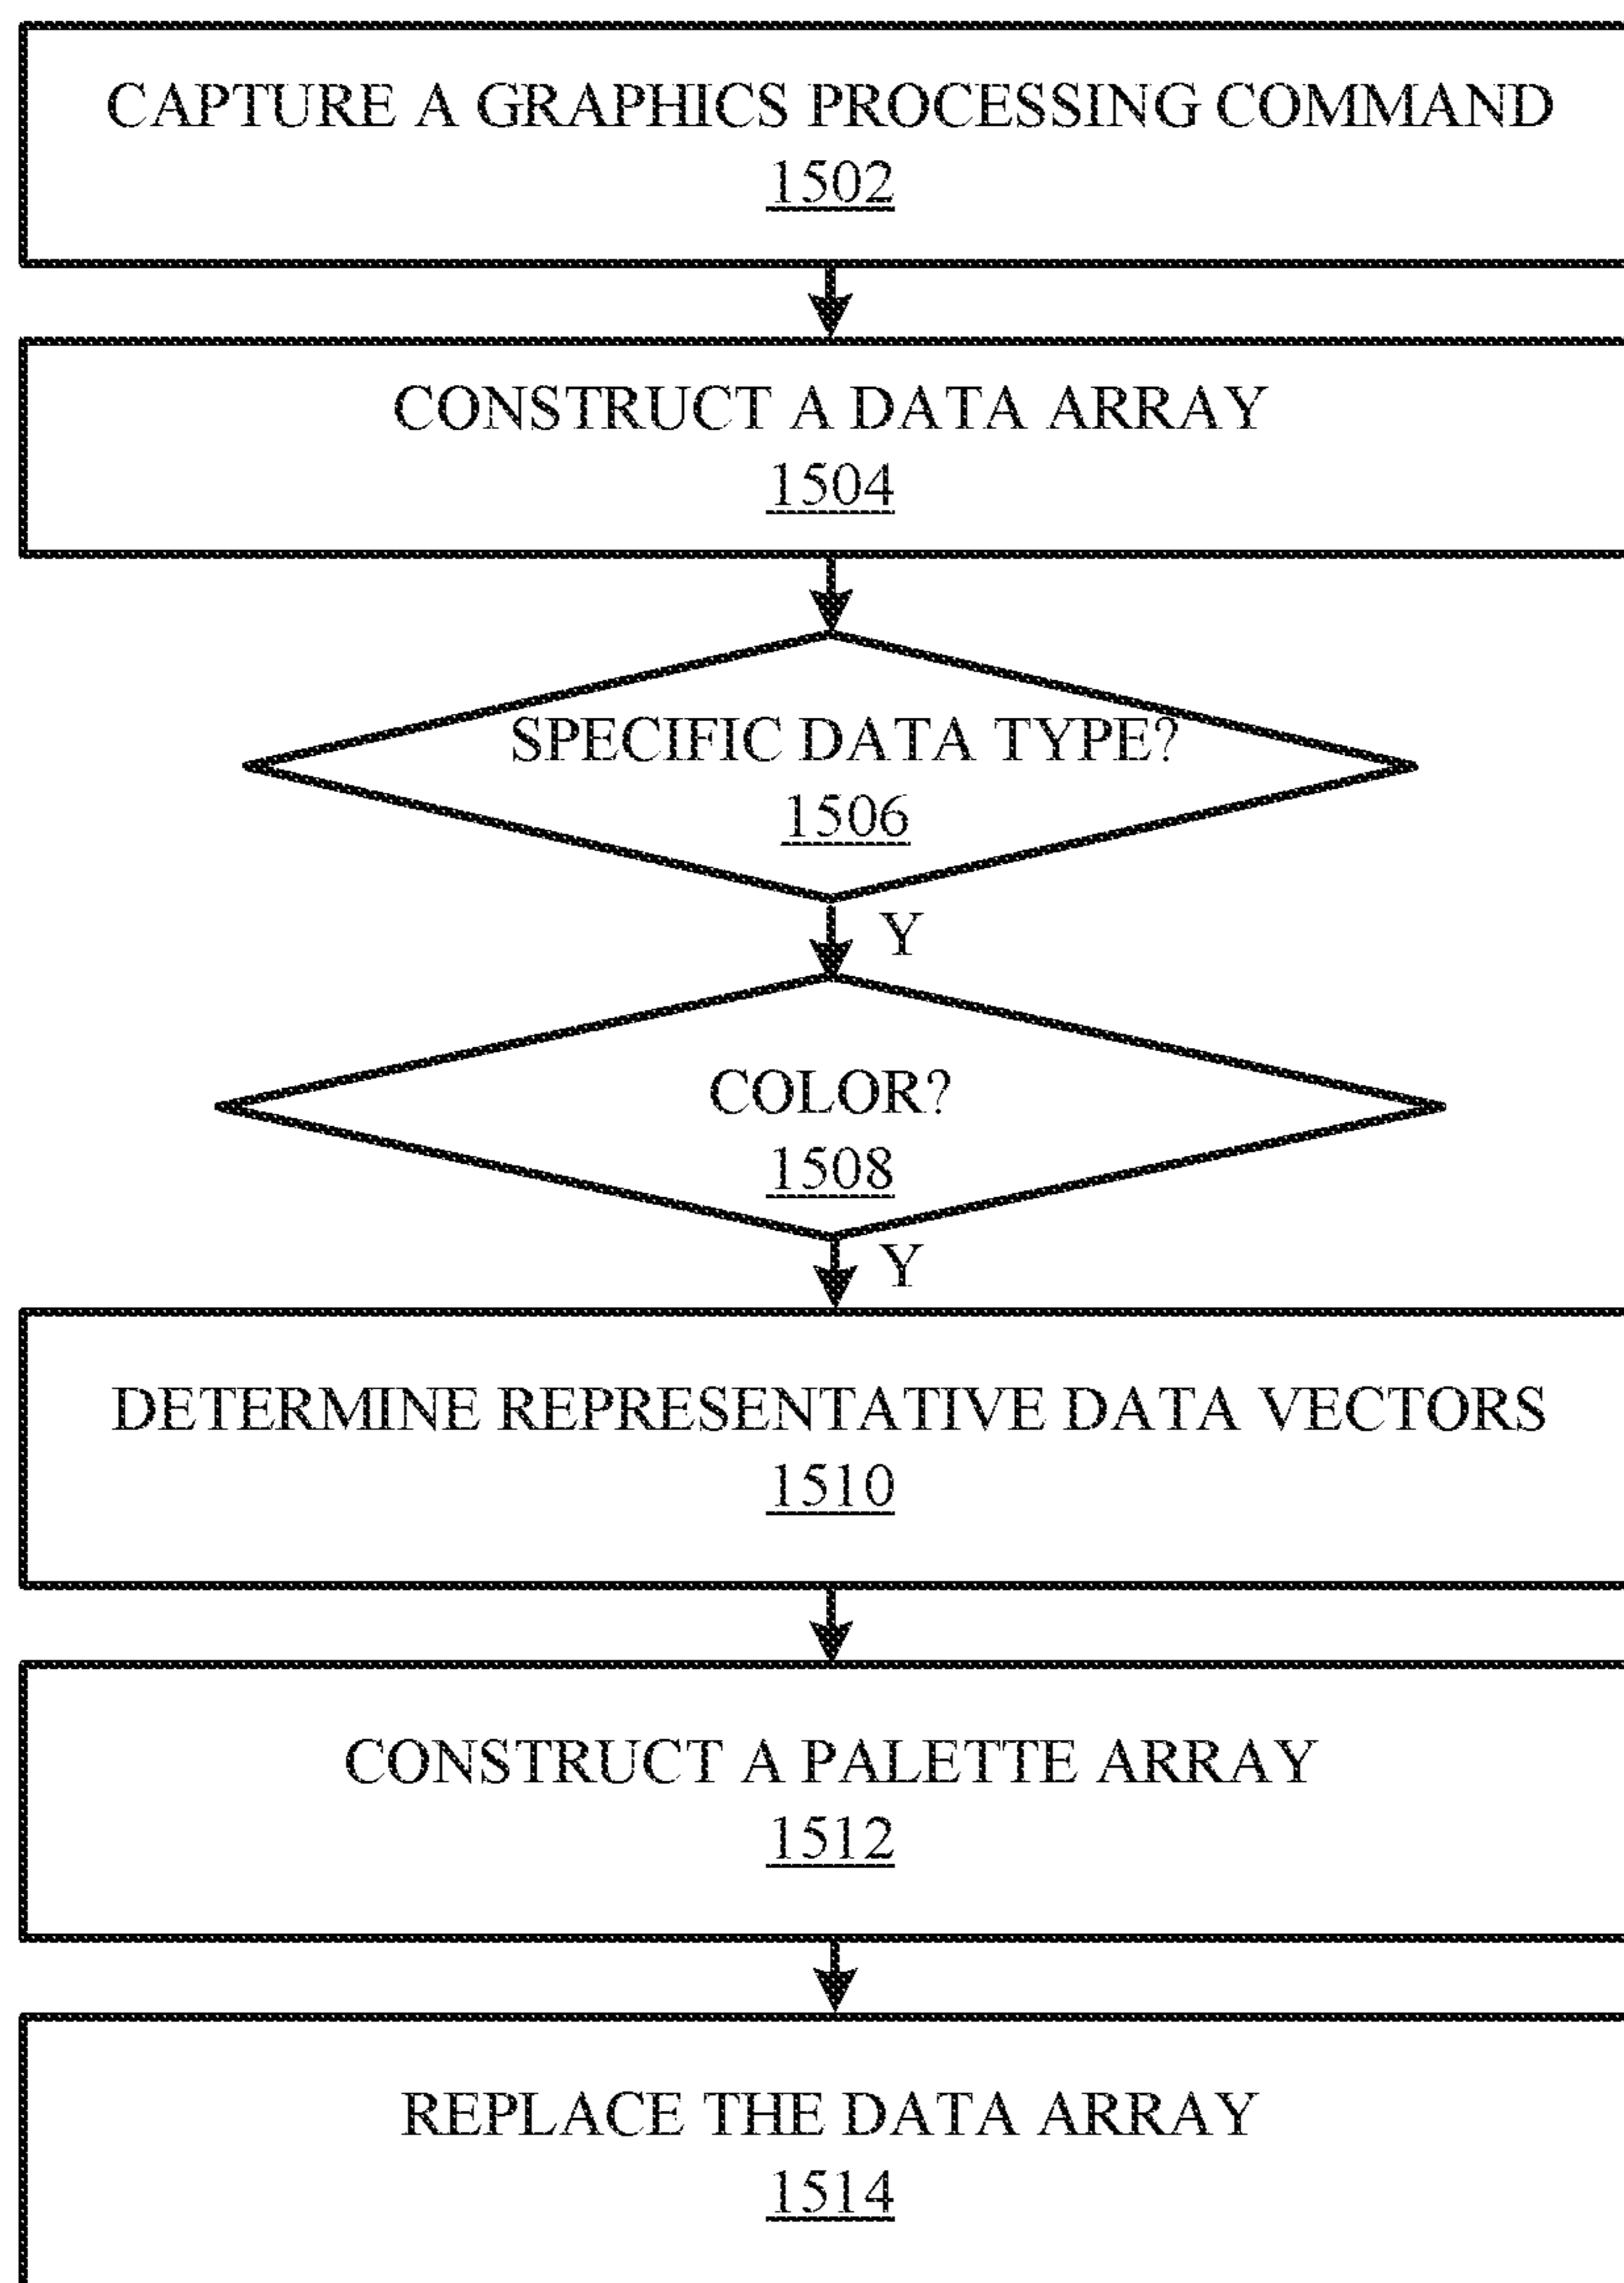 CAPTURE A GRAPHICS PROCESSING COMMAND
1502
CONSTRUCT A DATA ARRAY
1504
SPECIFIC DATA TYPE?
1506
Y
COLOR?
1508
Y
DETERMINE REPRESENTATIVE DATA VECTORS
1510
CONSTRUCT A PALETTE ARRAY
1512
REPLACE THE DATA ARRAY
1514